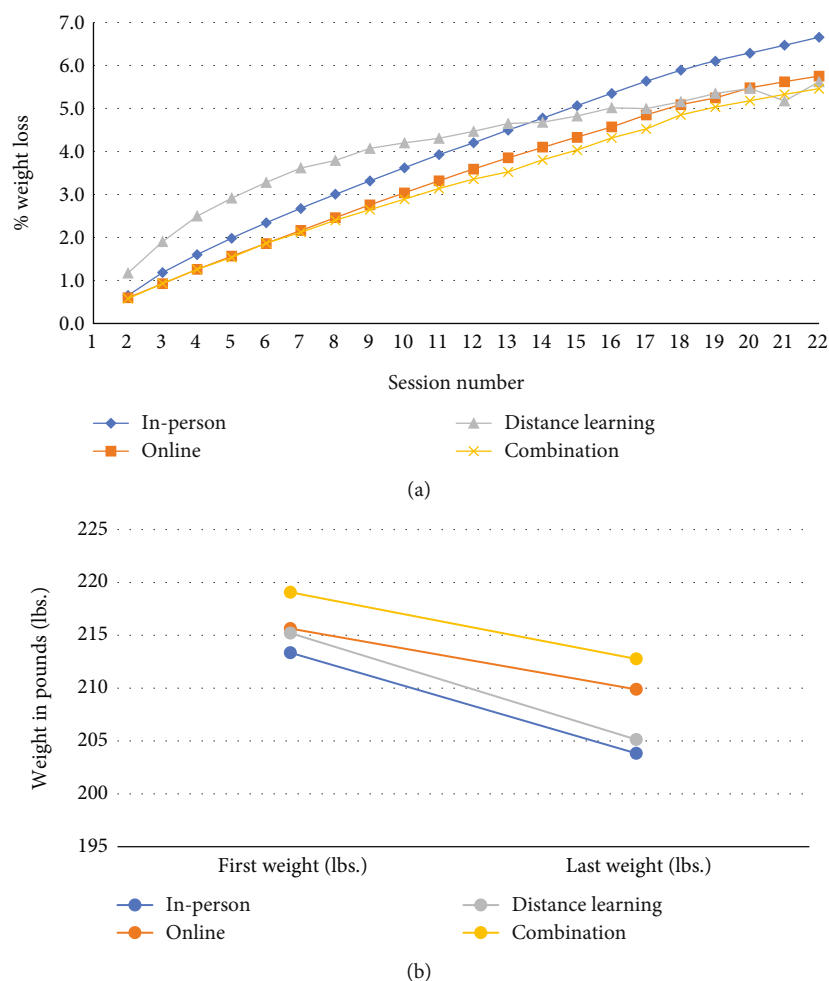 7.0
6.0
5.0
4.0
3.0
2.0
1.0
0.0
% weight loss
1 2 3 4 5 6 7 8 9 10 11 12 13 14 15 16 17 18 19 20 21 22
Session number
In-person Distance learning
Online Combination
(a)
225
220
215
210
205
200
195
Weight in pounds (lbs.)
First weight (lbs.) Last weight (lbs.)
In-person Distance learning
Online Combination
(b)